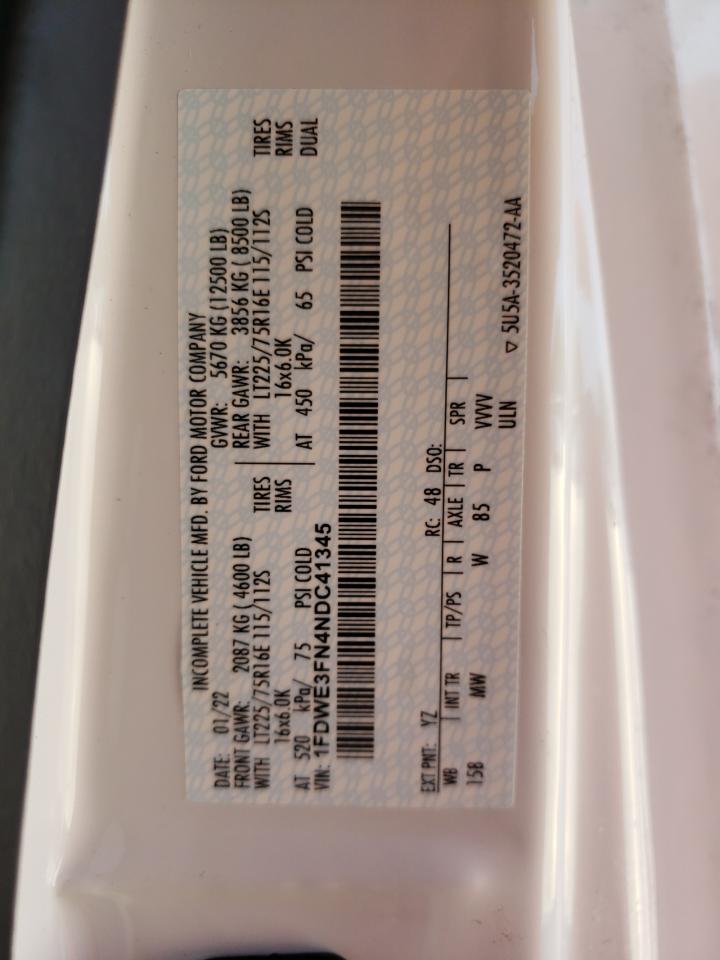 INCOMPLETE VEHICLE MFD. BY FORD MOTOR COMPANY
DATE: 01/22 GVWR: 5670 KG (12500 LB)
FRONT GAWR: 2087 KG ( 4600 LB) REAR GAWR: 3856 KG ( 8500 LB)
WITH LT225/75R16E 115/112S TIRES WITH LT225/75R16E 115/112S TIRES
16x6.0K RIMS 16x6.0K RIMS
AT 520 kPa/ 75 PSI COLD AT 450 kPa/ 65 PSI COLD DUAL
VIN: 1FDWE3FN4NDC41345
EXT PNT: YZ RC: 48 DSO:
WB INT TR TP/PS R AXLE TR SPR
158 MW W 85 P VVV
ULN ▽ 5U5A-3520472-AA